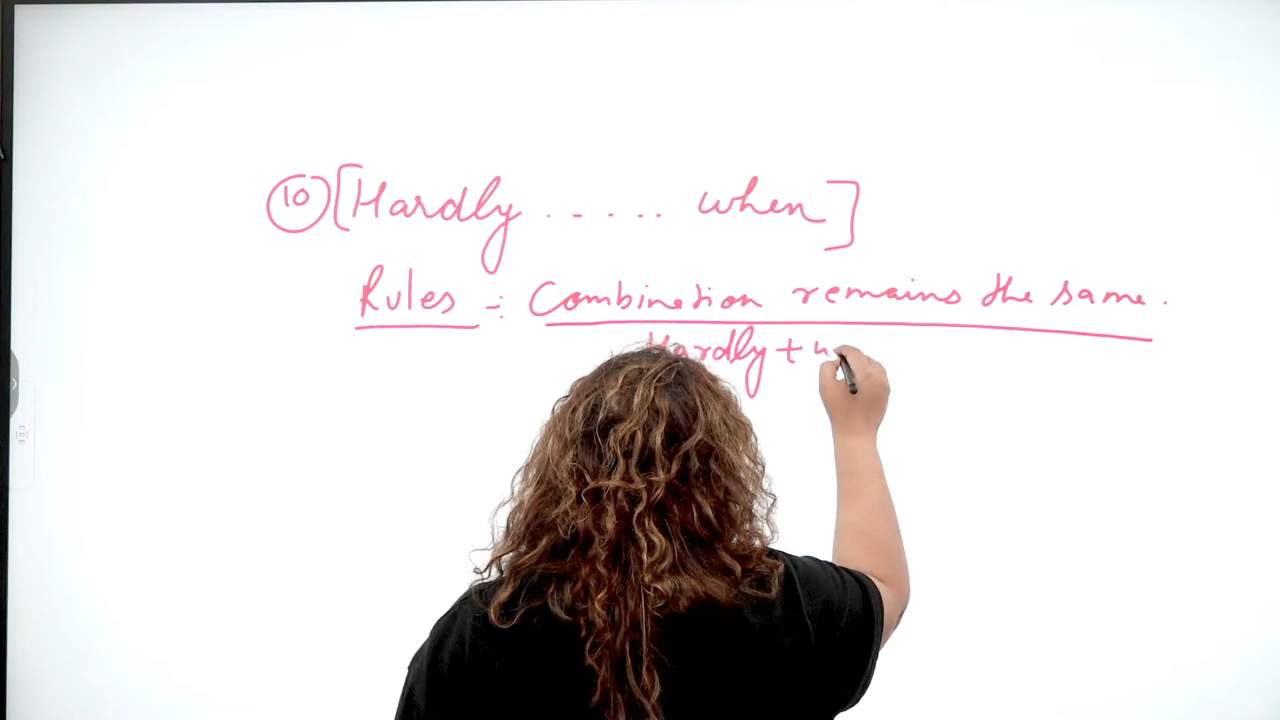 10 [Hardly ..... when]
Rules -: Combination remains the same.
Hardly +